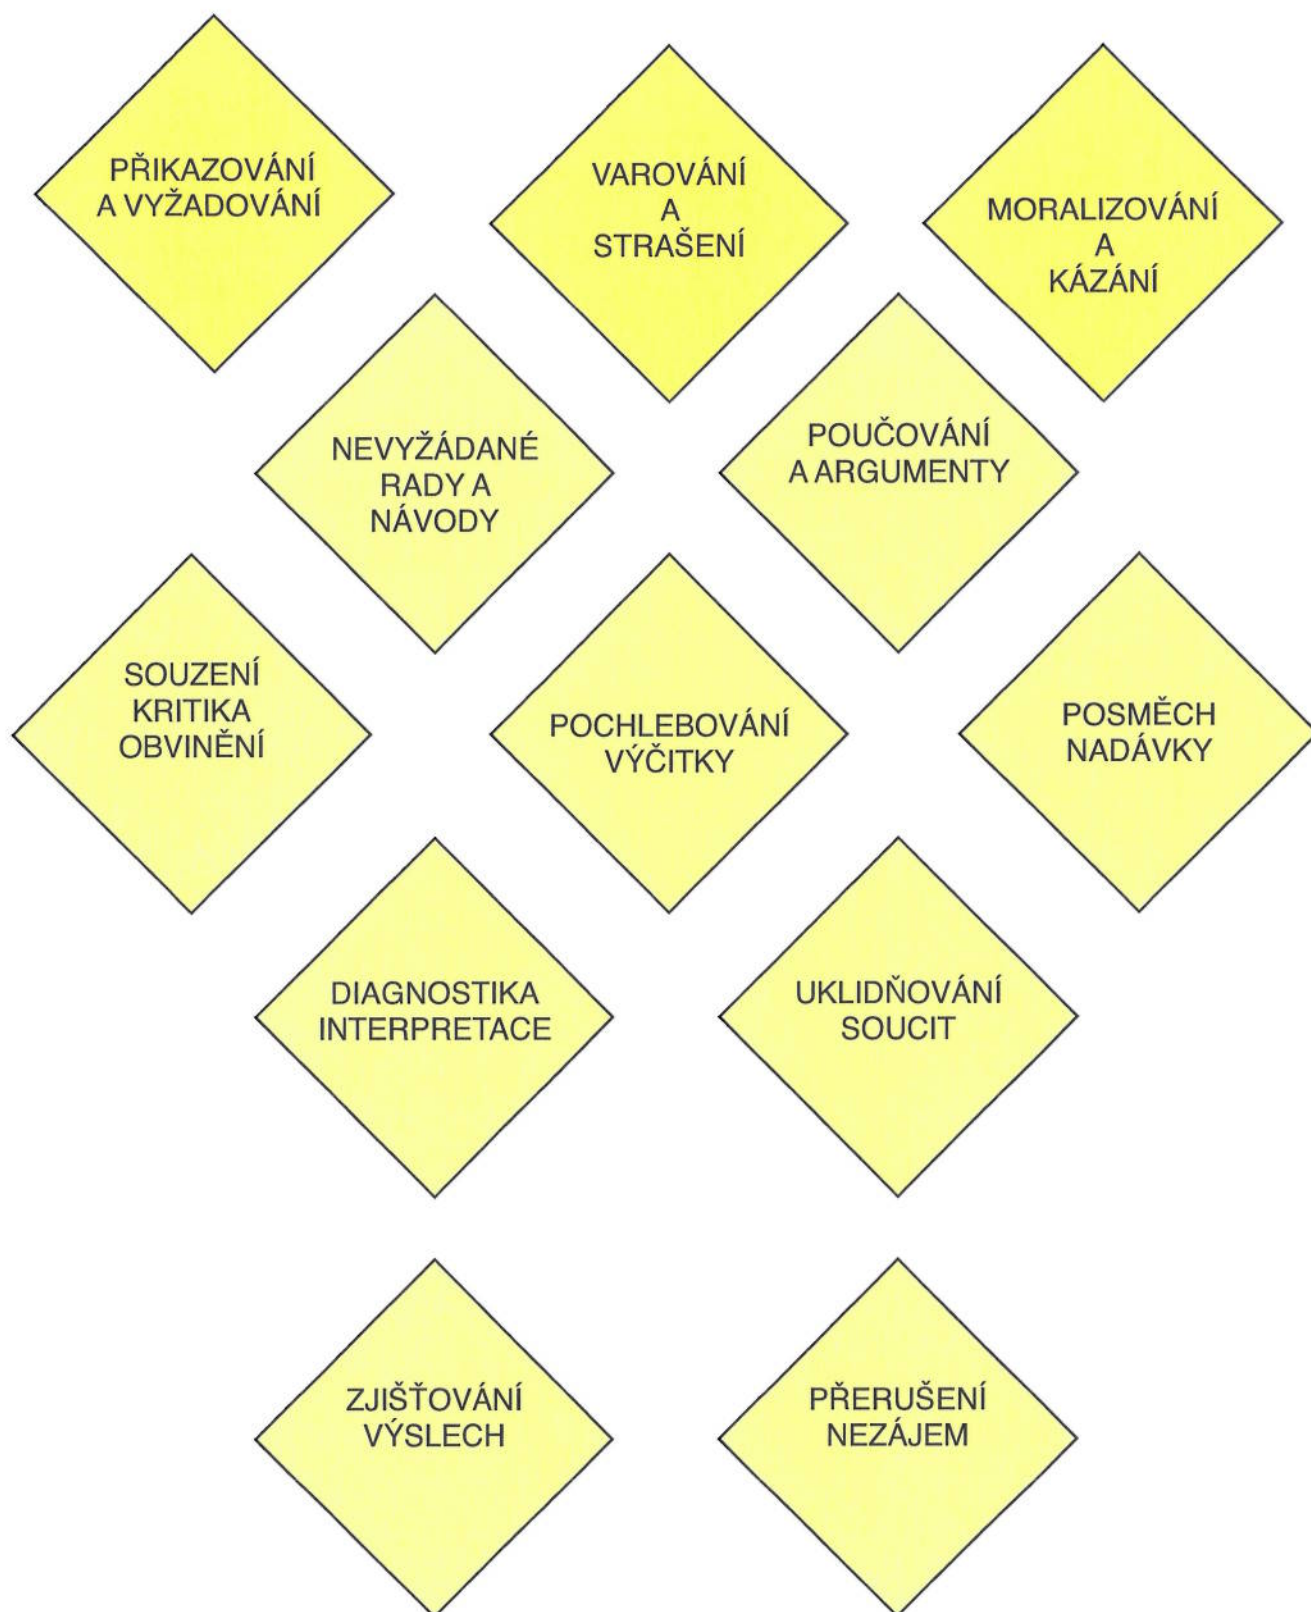 PŘIKAZOVÁNÍ
A VYŽADOVÁNÍ
VAROVÁNÍ
A
STRAŠENÍ
MORALIZOVÁNÍ
A
KÁZÁNÍ
NEVYŽÁDANÉ
RADY A
NÁVODY
POUČOVÁNÍ
A ARGUMENTY
SOUZENÍ
KRITIKA
OBVINĚNÍ
POCHLEBOVÁNÍ
VÝČITKY
POSMĚCH
NADÁVKY
DIAGNOSTIKA
INTERPRETACE
UKLIDŇOVÁNÍ
SOUCIT
ZJIŠŤOVÁNÍ
VÝSLECH
PŘERUŠENÍ
NEZÁJEM